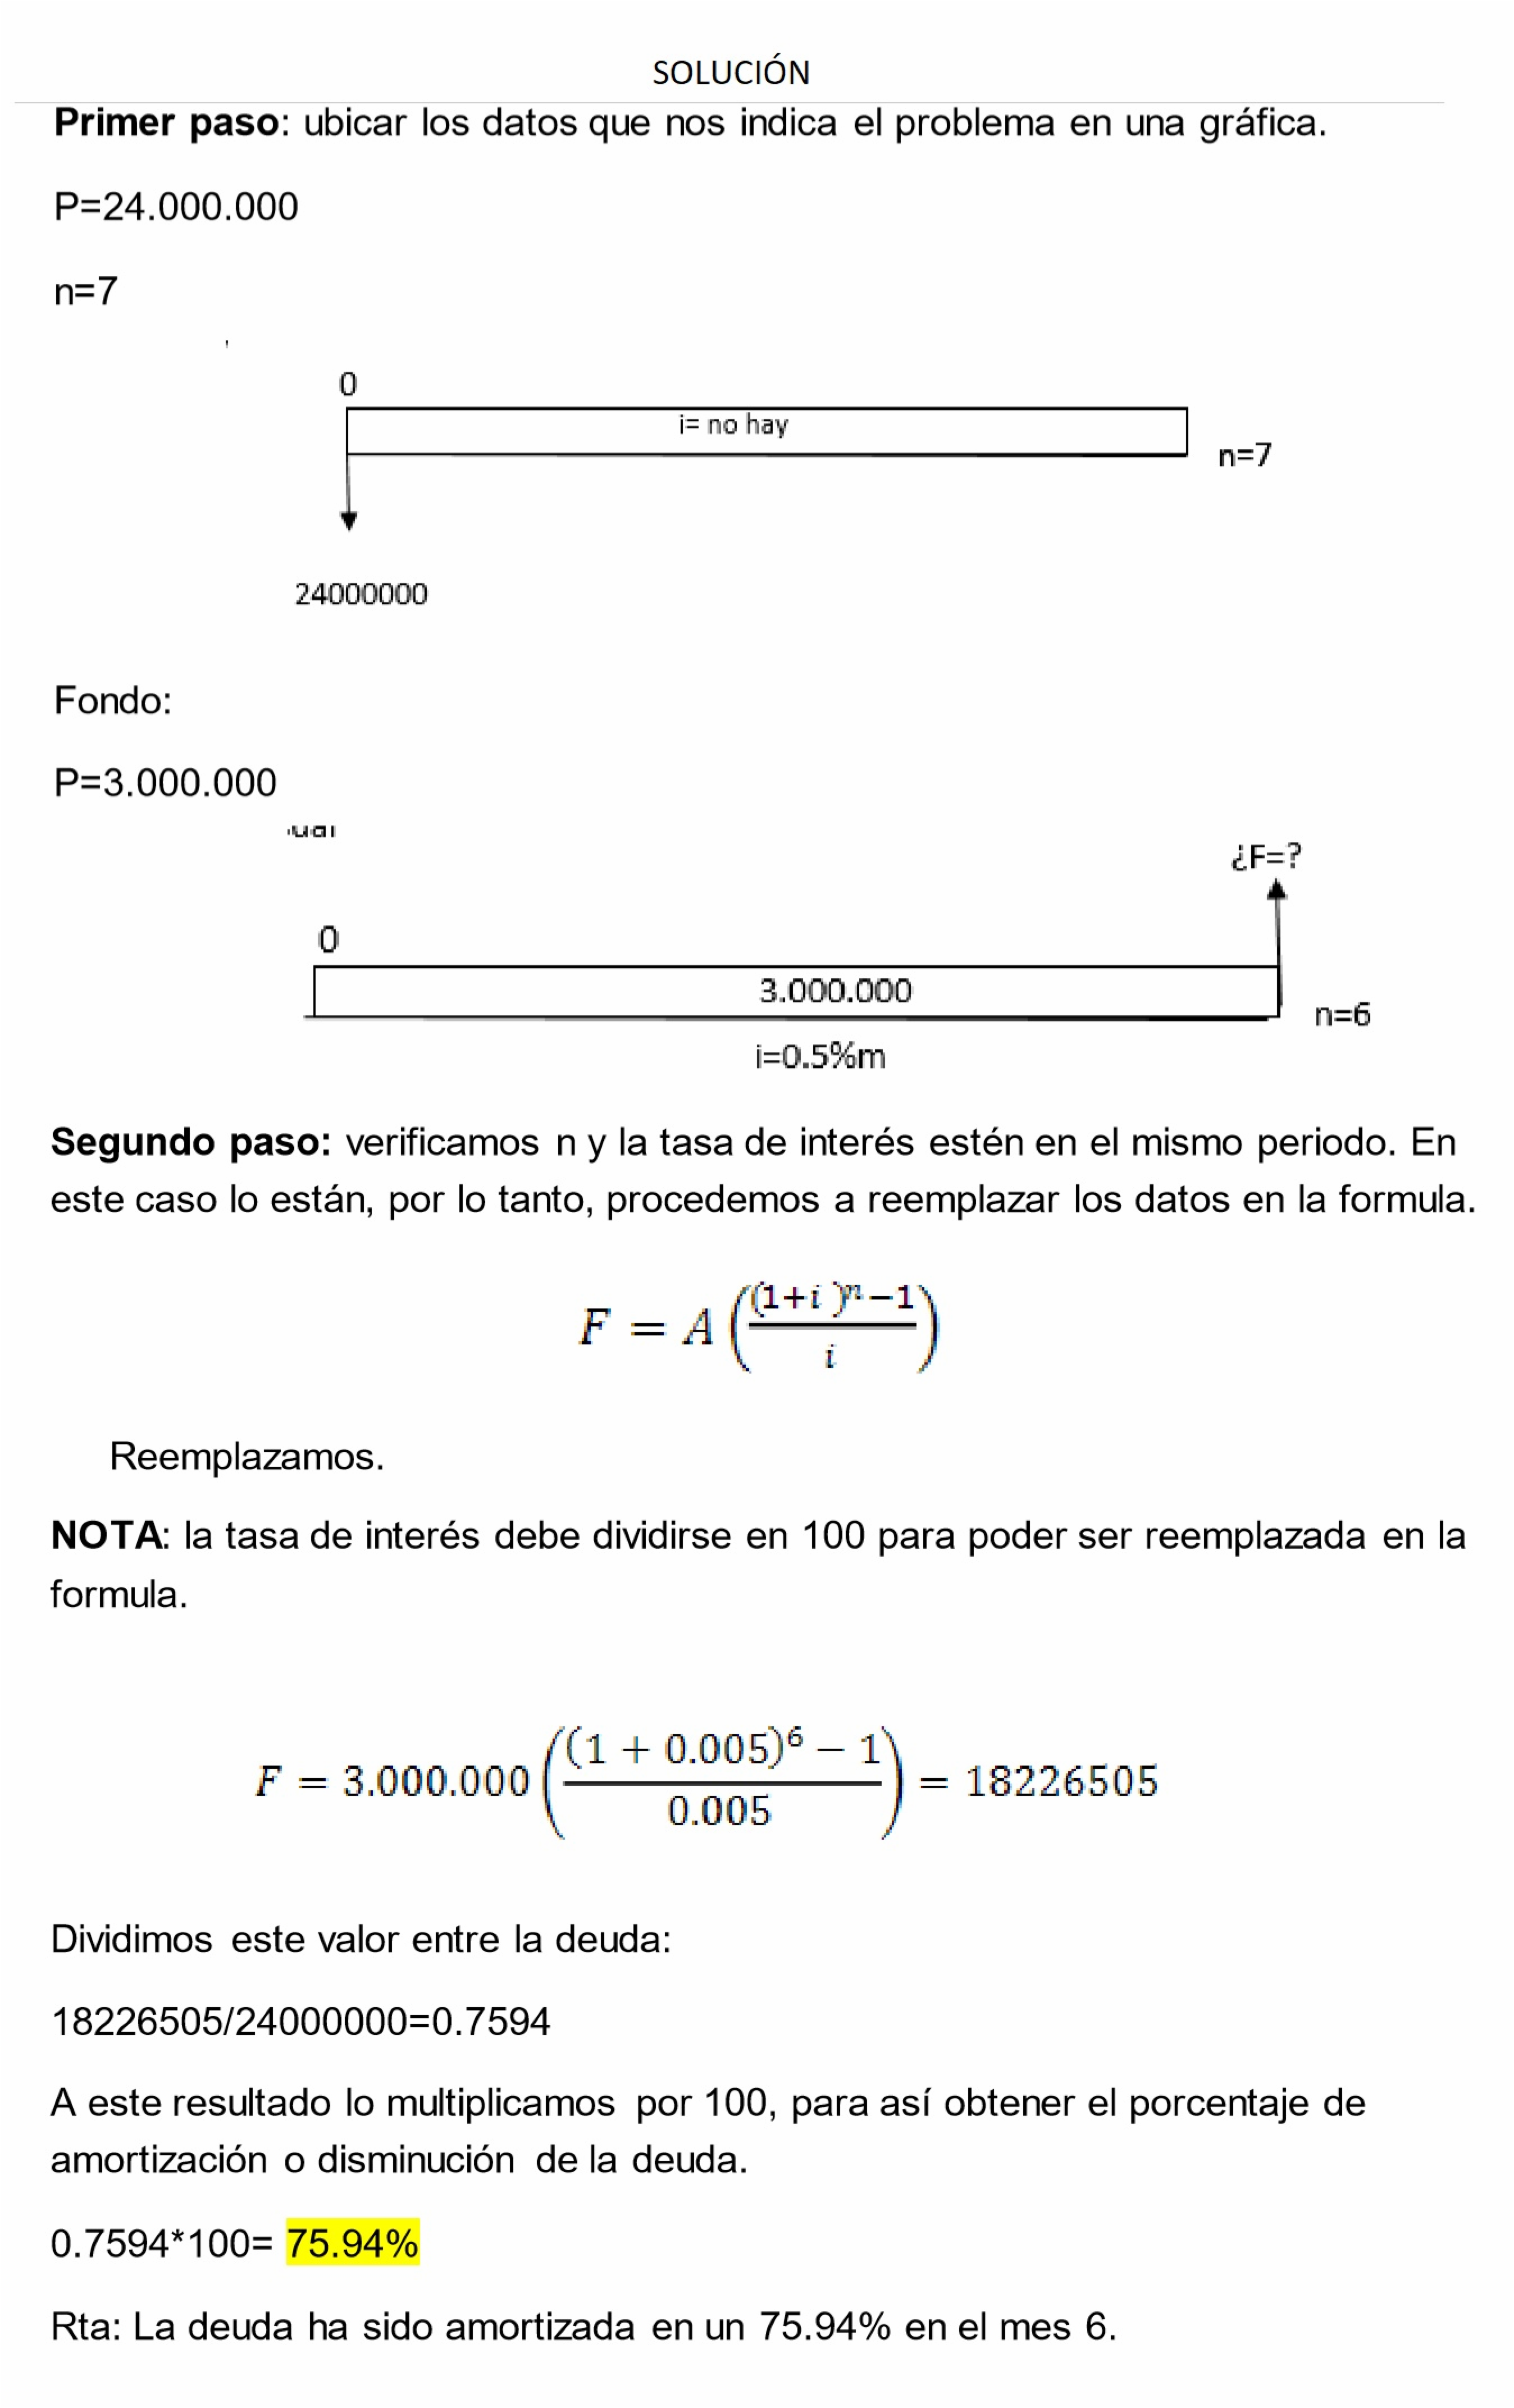 SOLUCIÓN
Primer paso: ubicar los datos que nos indica el problema en una gráfica.
P=24.000.000
n=7
0
i= no hay
n=7
24000000
Fondo:
P=3.000.000
¿F=?
0
3.000.000
n=6
i=0.5%m
Segundo paso: verificamos n y la tasa de interés estén en el mismo periodo. En
este caso lo están, por lo tanto, procedemos a reemplazar los datos en la formula.
F = A (((1+i )^n −1) / i)
Reemplazamos.
NOTA: la tasa de interés debe dividirse en 100 para poder ser reemplazada en la
formula.
F = 3.000.000 (((1 + 0.005)^6 − 1) / 0.005) = 18226505
Dividimos este valor entre la deuda:
18226505/24000000=0.7594
A este resultado lo multiplicamos por 100, para así obtener el porcentaje de
amortización o disminución de la deuda.
0.7594*100= 75.94%
Rta: La deuda ha sido amortizada en un 75.94% en el mes 6.